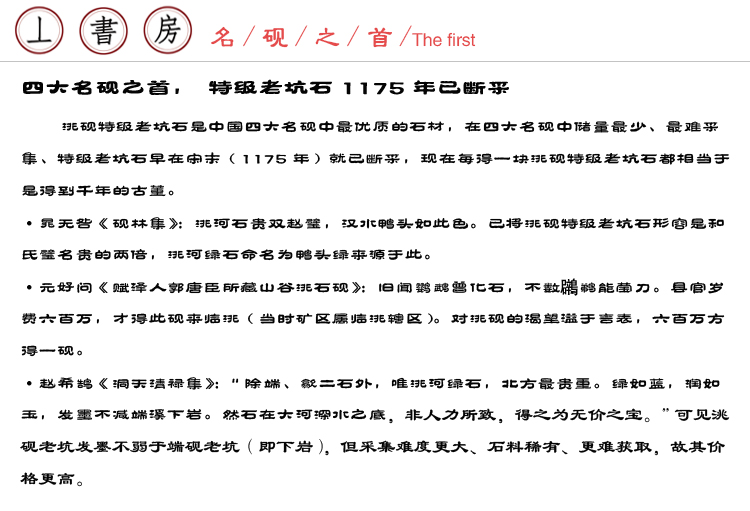 上書房 名/砚/之/首/The first
四大名砚之首， 特级老坑石 1175 年已断采
洮砚特级老坑石是中国四大名砚中最优质的石材，在四大名砚中储量最少、最难采
集、特级老坑石早在宋末（1175 年）就已断采，现在每得一块洮砚特级老坑石都相当于
是得到千年的古董。
·晁无咎《砚林集》：洮河石贵双赵璧，汉水鸭头如此色。已将洮砚特级老坑石形容是和
氏璧名贵的两倍，洮河绿石命名为鸭头绿来源于此。
·元好问《赋泽人郭唐臣所藏山谷洮石砚》：旧闻鹦鹉曾化石，不数鸊鹈能莹刀。县官岁
费六百万，才得此砚来临洮（当时矿区属临洮辖区）。对洮砚的渴望溢于言表，六百万方
得一砚。
·赵希鹄《洞天清禄集》：“除端、歙二石外，唯洮河绿石，北方最贵重。绿如蓝，润如
玉，发墨不减端溪下岩。然石在大河深水之底，非人力所致，得之为无价之宝。”可见洮
砚老坑发墨不弱于端砚老坑（即下岩），但采集难度更大、石料稀有、更难获取，故其价
格更高。